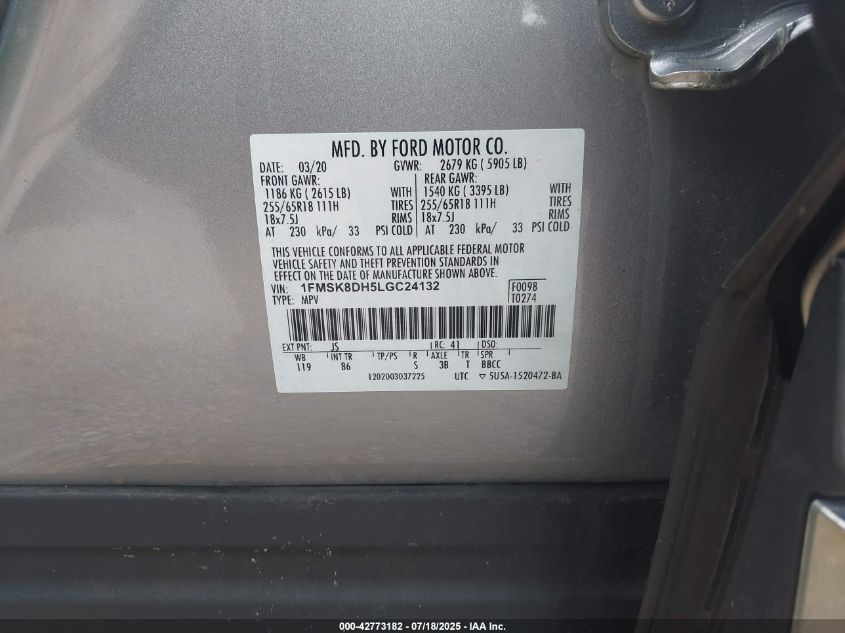 MFD. BY FORD MOTOR CO.
DATE: 03/20 GVWR: 2679 KG ( 5905 LB)
FRONT GAWR: REAR GAWR:
1186 KG ( 2615 LB) WITH 1540 KG ( 3395 LB) WITH
255/65R18 111H TIRES 255/65R18 111H TIRES
18x7.5J RIMS 18x7.5J RIMS
AT 230 kPa/ 33 PSI COLD AT 230 kPa/ 33 PSI COLD
THIS VEHICLE CONFORMS TO ALL APPLICABLE FEDERAL MOTOR
VEHICLE SAFETY AND THEFT PREVENTION STANDARDS IN
EFFECT ON THE DATE OF MANUFACTURE SHOWN ABOVE.
VIN: 1FMSK8DH5LGC24132 F0098
TYPE: MPV T0274
EXT PNT: JS RC: 41 DSO:
WB INT TR TP/PS R AXLE TR SPR
119 86 S 3B T BBCC
1202003037225 UTC ▽ 5U5A-1520472-BA
000-42773182 - 07/18/2025 - IAA Inc.